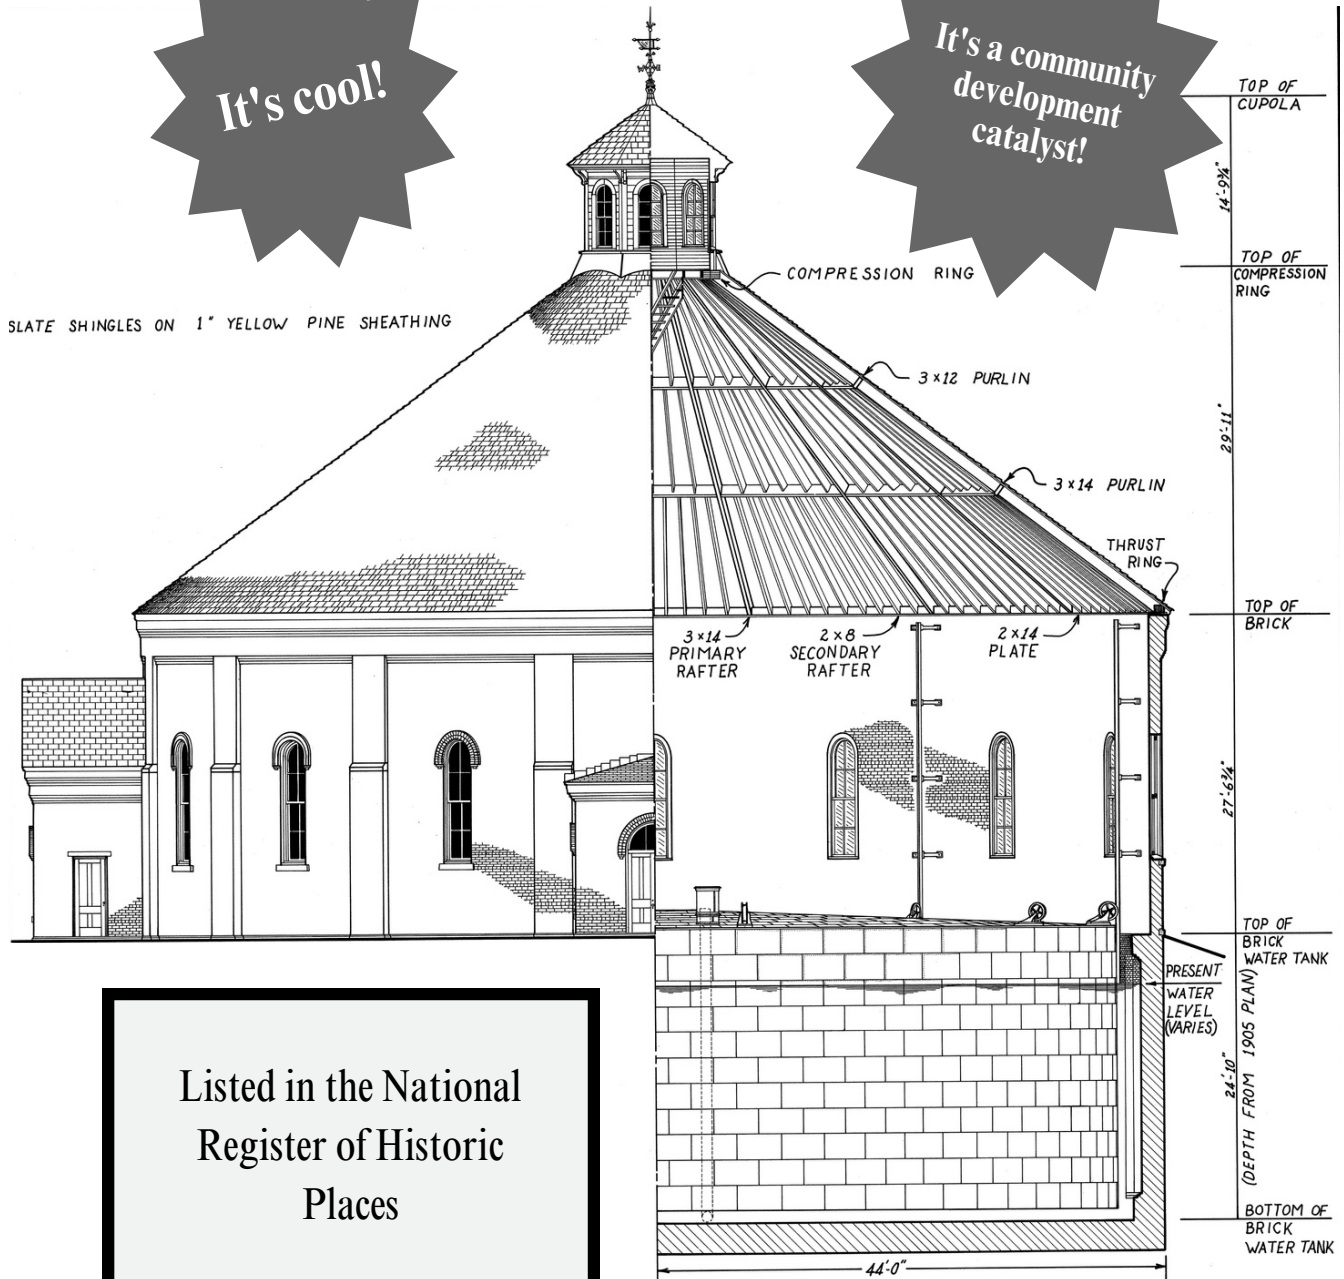 It's cool!
It's a community
development
catalyst!
TOP OF
CUPOLA
14'-9¾"
TOP OF
COMPRESSION
RING
COMPRESSION RING
SLATE SHINGLES ON 1" YELLOW PINE SHEATHING
3×12 PURLIN
29'-11"
3×14 PURLIN
THRUST
RING
TOP OF
BRICK
3×14
PRIMARY
RAFTER
2×8
SECONDARY
RAFTER
2×14
PLATE
27'-6¾"
TOP OF
BRICK
WATER TANK
PRESENT
WATER
LEVEL
(VARIES)
24'-10"
(DEPTH FROM 1905 PLAN)
Listed in the National
Register of Historic
Places
BOTTOM OF
BRICK
WATER TANK
44'-0"